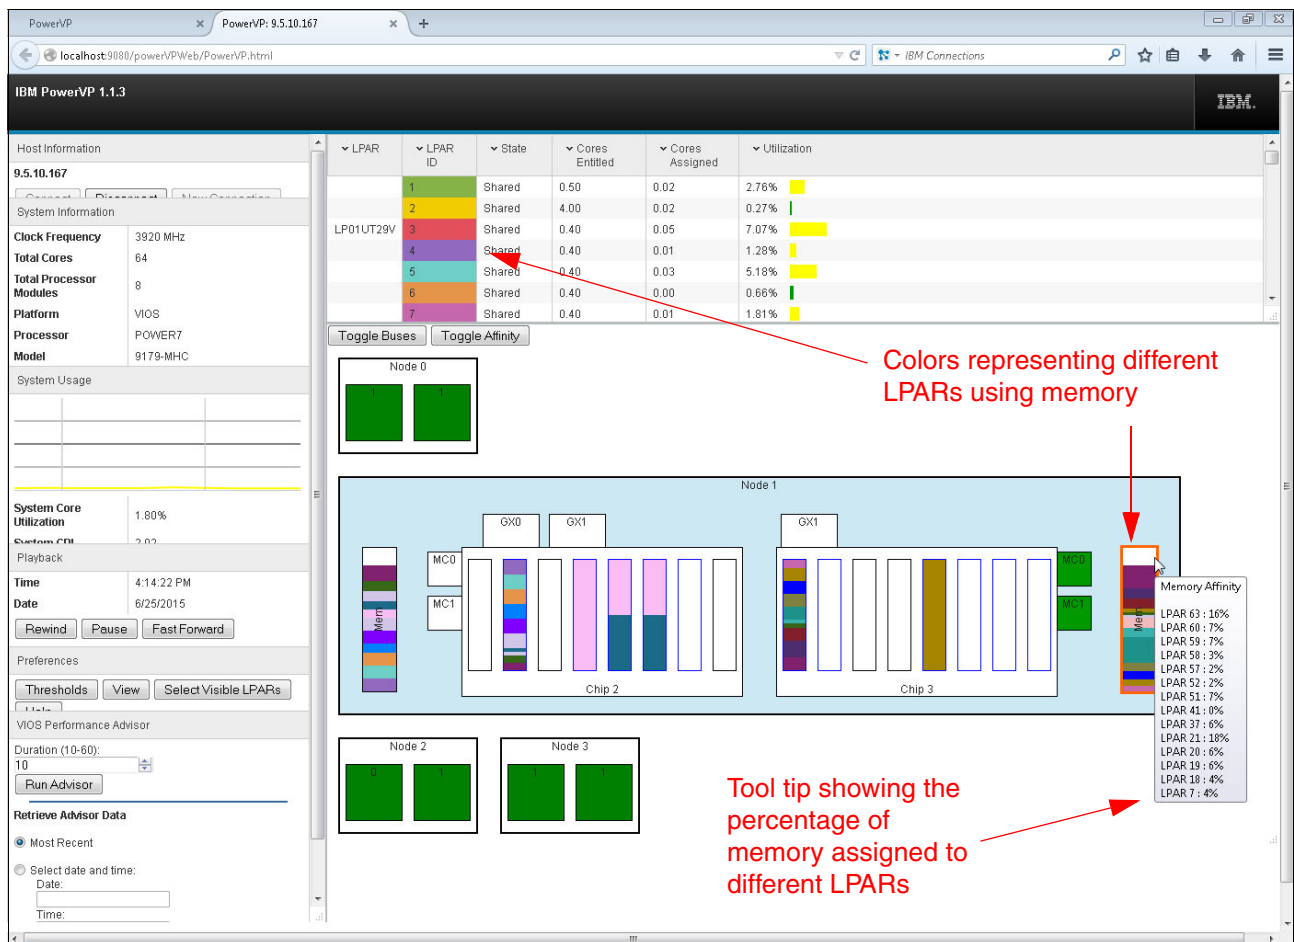 PowerVP
PowerVP: 9.5.10.167
localhost:9080/powerVPWeb/PowerVP.html
IBM Connections
IBM PowerVP 1.1.3
IBM.
Host Information
9.5.10.167
System Information
Clock Frequency 3920 MHz
Total Cores 64
Total Processor
Modules 8
Platform VIOS
Processor POWER7
Model 9179-MHC
System Usage
System Core
Utilization 1.80%
Playback
Time 4:14:22 PM
Date 6/25/2015
Rewind Pause Fast Forward
Preferences
Thresholds View Select Visible LPARs
VIOS Performance Advisor
Duration (10-60):
10
Run Advisor
Retrieve Advisor Data
Most Recent
Select date and time:
Date:
Time:
LPAR LPAR ID State Cores Entitled Cores Assigned Utilization
1 Shared 0.50 0.02 2.76%
2 Shared 4.00 0.02 0.27%
LP01UT29V 3 Shared 0.40 0.05 7.07%
4 Shared 0.40 0.01 1.28%
5 Shared 0.40 0.03 5.18%
6 Shared 0.40 0.00 0.66%
7 Shared 0.40 0.01 1.81%
Toggle Buses Toggle Affinity
Colors representing different
LPARs using memory
Node 0
1 1
Node 1
GX0 GX1 GX1
MC0 MC0
MC1 MC1
Mem Mem
Chip 2 Chip 3
Memory Affinity
LPAR 63 : 16%
LPAR 60 : 7%
LPAR 59 : 7%
LPAR 58 : 3%
LPAR 57 : 2%
LPAR 52 : 2%
LPAR 51 : 7%
LPAR 41 : 0%
LPAR 37 : 6%
LPAR 21 : 18%
LPAR 20 : 6%
LPAR 19 : 6%
LPAR 18 : 4%
LPAR 7 : 4%
Node 2 Node 3
0 1 1 1
Tool tip showing the
percentage of
memory assigned to
different LPARs